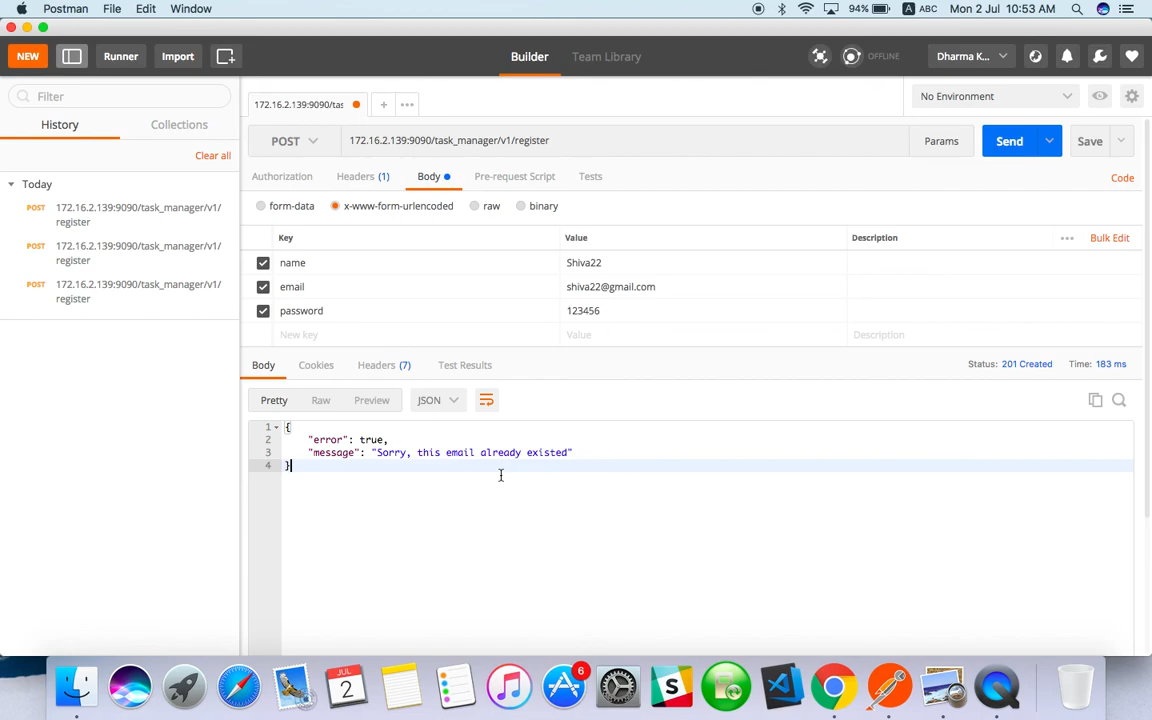 Postman File Edit Window 94% A ABC Mon 2 Jul 10:53 AM
NEW Runner Import Builder Team Library OFFLINE Dharma K...
Filter
History Collections
Clear all
Today
POST 172.16.2.139:9090/task_manager/v1/
register
POST 172.16.2.139:9090/task_manager/v1/
register
POST 172.16.2.139:9090/task_manager/v1/
register
172.16.2.139:9090/tas + ••• No Environment
POST 172.16.2.139:9090/task_manager/v1/register Params Send Save
Authorization Headers (1) Body Pre-request Script Tests Code
form-data x-www-form-urlencoded raw binary
Key Value Description ••• Bulk Edit
name Shiva22
email shiva22@gmail.com
password 123456
New key Value Description
Body Cookies Headers (7) Test Results Status: 201 Created Time: 183 ms
Pretty Raw Preview JSON
1 {
2 "error": true,
3 "message": "Sorry, this email already existed"
4 }
JUL
2
6
S